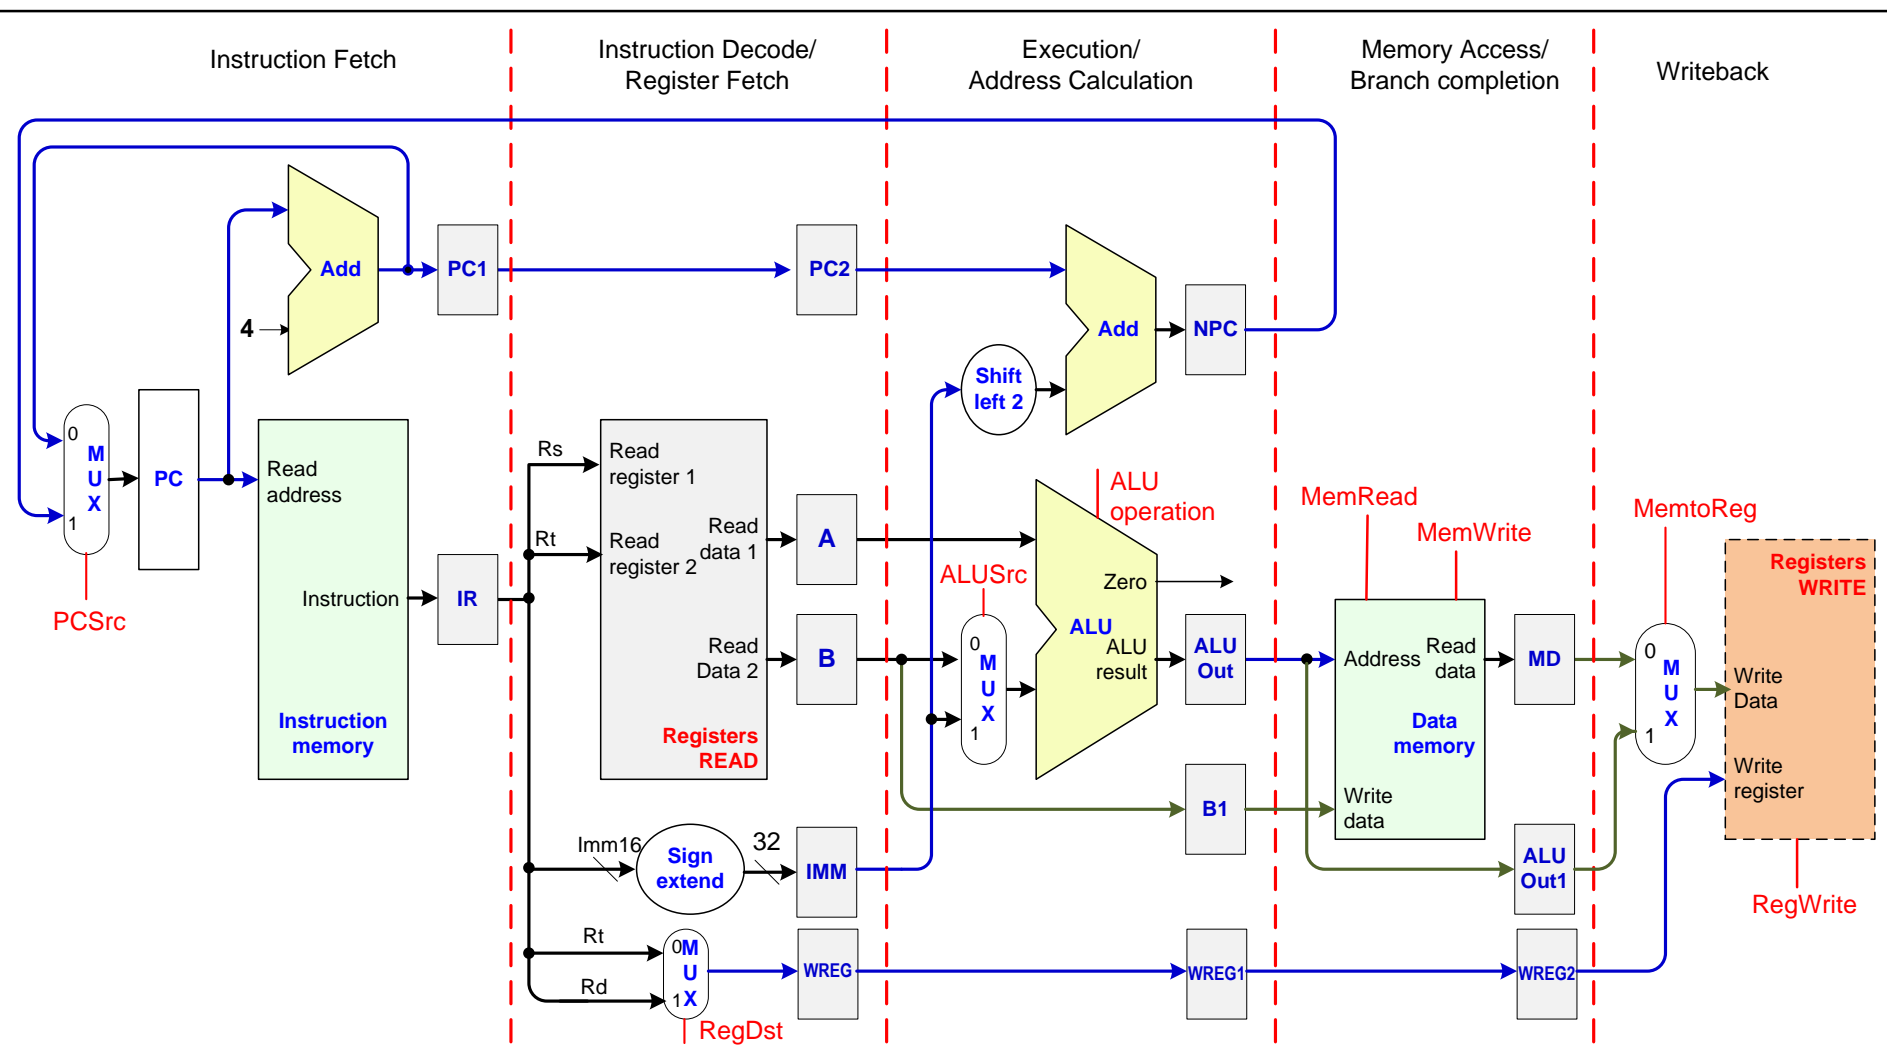 Instruction Fetch
Instruction Decode/
Register Fetch
Execution/
Address Calculation
Memory Access/
Branch completion
Writeback
Add
4
PC1
PC2
Add
NPC
Shift
left 2
0
M
U
X
1
PCSrc
PC
Read
address
Instruction
Instruction
memory
IR
Rs
Rt
Read
register 1
Read
register 2
Read
data 1
Read
Data 2
Registers
READ
A
B
ALUSrc
0
M
U
X
1
ALU
operation
Zero
ALU
ALU
result
ALU
Out
B1
MemRead
MemWrite
Address
Read
data
Data
memory
Write
data
MD
ALU
Out1
MemtoReg
0
M
U
X
1
Registers
WRITE
Write
Data
Write
register
RegWrite
Imm16
Sign
extend
32
IMM
Rt
Rd
0M
U
1X
RegDst
WREG
WREG1
WREG2